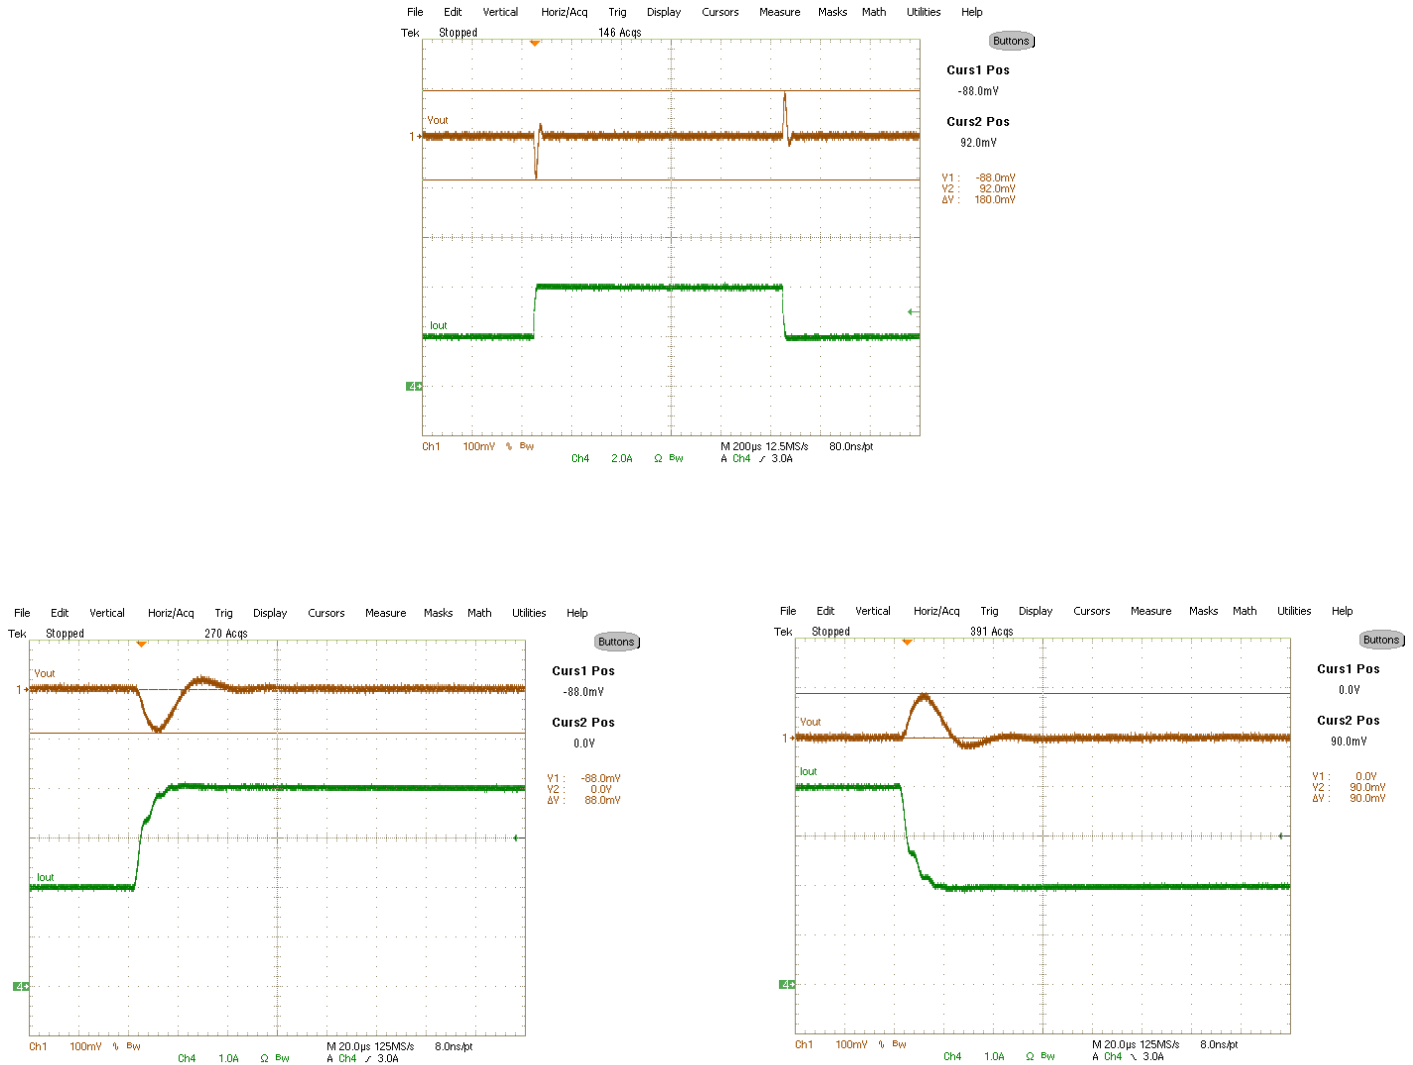 File Edit Vertical Horiz/Acq Trig Display Cursors Measure Masks Math Utilities Help
Tek Stopped 146 Acqs
Buttons
Curs1 Pos
-88.0mV
Curs2 Pos
92.0mV
V1 : -88.0mV
V2 : 92.0mV
ΔV : 180.0mV
Vout
1
Iout
4
Ch1 100mV ∿ Bw M 200µs 12.5MS/s 80.0ns/pt
Ch4 2.0A Ω Bw A Ch4 ∕ 3.0A
File Edit Vertical Horiz/Acq Trig Display Cursors Measure Masks Math Utilities Help
Tek Stopped 270 Acqs
Buttons
Curs1 Pos
-88.0mV
Curs2 Pos
0.0V
V1 : -88.0mV
V2 : 0.0V
ΔV : 88.0mV
Vout
1
Iout
4
Ch1 100mV ∿ Bw M 20.0µs 125MS/s 8.0ns/pt
Ch4 1.0A Ω Bw A Ch4 ∕ 3.0A
File Edit Vertical Horiz/Acq Trig Display Cursors Measure Masks Math Utilities Help
Tek Stopped 391 Acqs
Buttons
Curs1 Pos
0.0V
Curs2 Pos
90.0mV
V1 : 0.0V
V2 : 90.0mV
ΔV : 90.0mV
Vout
1
Iout
4
Ch1 100mV ∿ Bw M 20.0µs 125MS/s 8.0ns/pt
Ch4 1.0A Ω Bw A Ch4 ∖ 3.0A